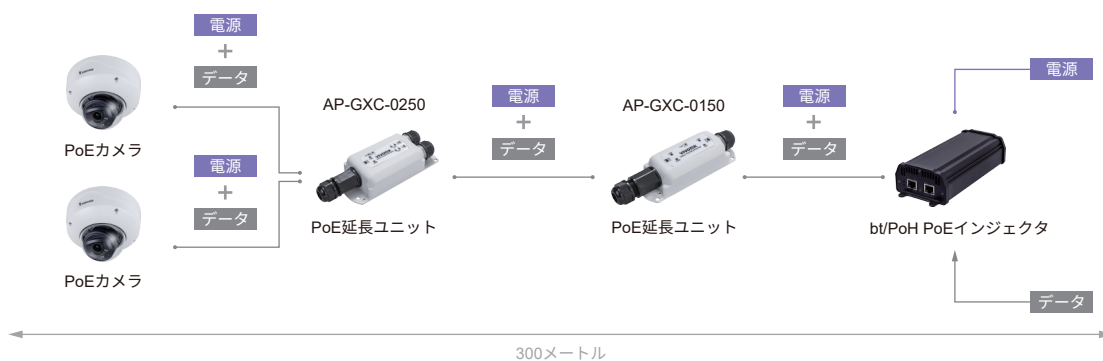 電源
+
データ
PoEカメラ
電源
+
データ
PoEカメラ
AP-GXC-0250
PoE延長ユニット
電源
+
データ
AP-GXC-0150
PoE延長ユニット
電源
+
データ
電源
bt/PoH PoEインジェクタ
データ
300メートル